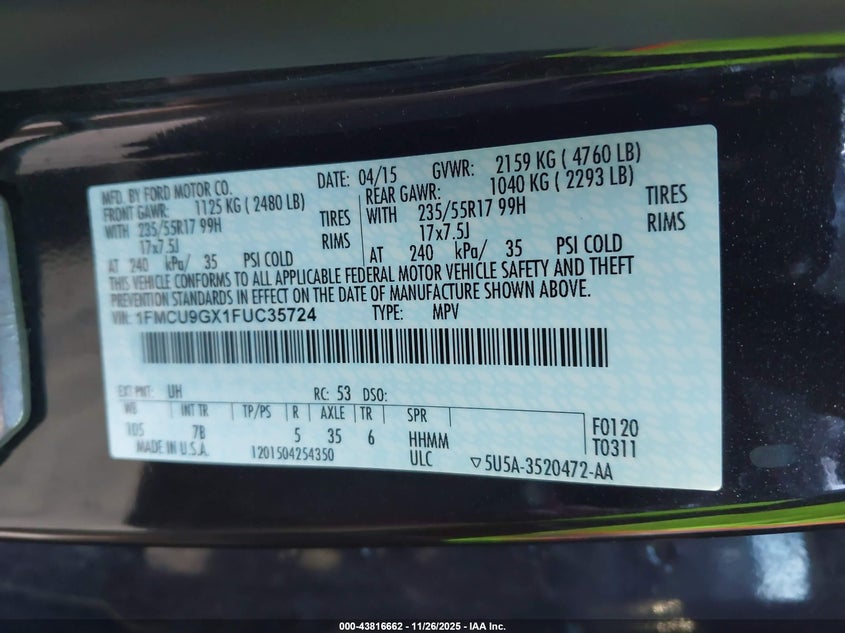 MFD. BY FORD MOTOR CO.
DATE: 04/15 GVWR: 2159 KG ( 4760 LB)
FRONT GAWR: 1125 KG ( 2480 LB) REAR GAWR: 1040 KG ( 2293 LB)
WITH 235/55R17 99H TIRES WITH 235/55R17 99H TIRES
17x7.5J RIMS 17x7.5J RIMS
AT 240 kPa/ 35 PSI COLD AT 240 kPa/ 35 PSI COLD
THIS VEHICLE CONFORMS TO ALL APPLICABLE FEDERAL MOTOR VEHICLE SAFETY AND THEFT
PREVENTION STANDARDS IN EFFECT ON THE DATE OF MANUFACTURE SHOWN ABOVE.
VIN: 1FMCU9GX1FUC35724 TYPE: MPV
EXT PNT: UH RC: 53 DSO:
WB INT TR TP/PS R AXLE TR SPR
105 7B 5 35 6 HHMM F0120
MADE IN U.S.A. 1201504254350 ULC T0311
▽5U5A-3520472-AA
000-43816662 - 11/26/2025 - IAA Inc.